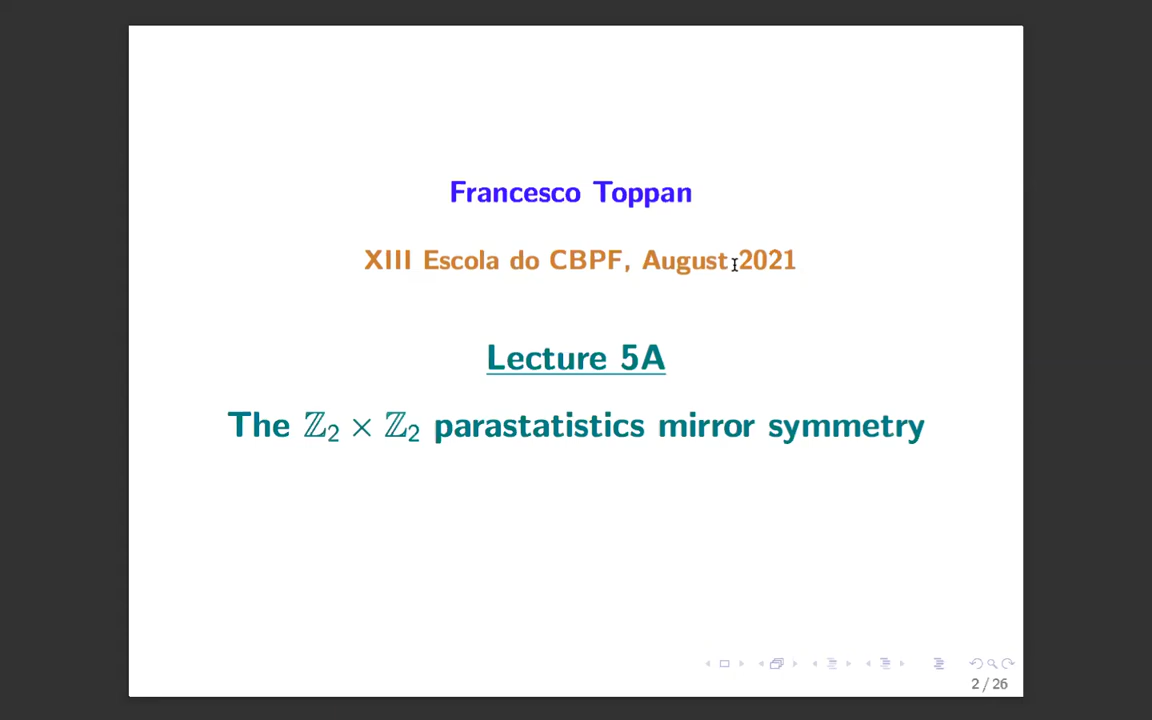 Francesco Toppan
XIII Escola do CBPF, August 2021
Lecture 5A
The ℤ₂ × ℤ₂ parastatistics mirror symmetry
2 / 26